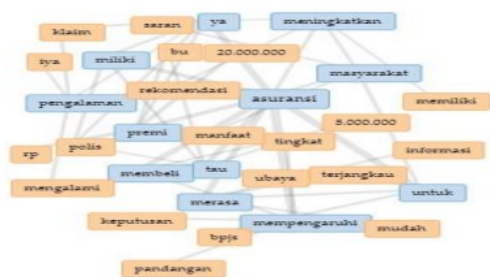 saran
ya
meningkatkan
klaim
bu
20.000.000
iya
miliki
masyarakat
rekomendasi
asuransi
memiliki
pengalaman
5.000.000
premi
manfaat
tingkat
rp
polis
informasi
membeli
tau
ubaya
terjangkau
mengalami
untuk
merasa
keputusan
mempengaruhi
mudah
bpjs
pandangan